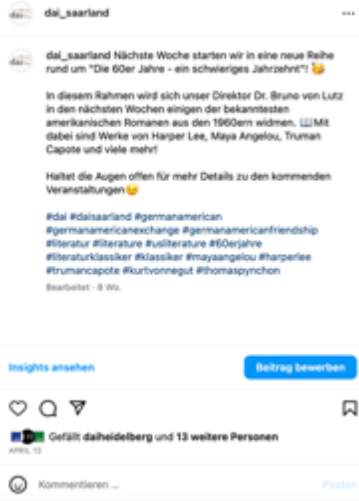 dai_saarland
dai_saarland Nächste Woche starten wir in eine neue Reihe
rund um "Die 60er Jahre - ein schwieriges Jahrzehnt"! 🥳
In diesem Rahmen wird sich unser Direktor Dr. Bruno von Lutz
in den nächsten Wochen einigen der bekanntesten
amerikanischen Romanen aus den 1960ern widmen. 📖Mit
dabei sind Werke von Harper Lee, Maya Angelou, Truman
Capote und viele mehr!
Haltet die Augen offen für mehr Details zu den kommenden
Veranstaltungen😉
#dai #daisaarland #germanamerican
#germanamericanexchange #germanamericanfriendship
#literatur #literature #usliterature #60erjahre
#literaturklassiker #klassiker #mayaangelou #harperlee
#trumancapote #kurtvonnegut #thomaspynchon
Bearbeitet · 8 Wo.
Insights ansehen
Beitrag bewerben
Gefällt daiheidelberg und 13 weitere Personen
APRIL 12
Kommentieren ...
Posten